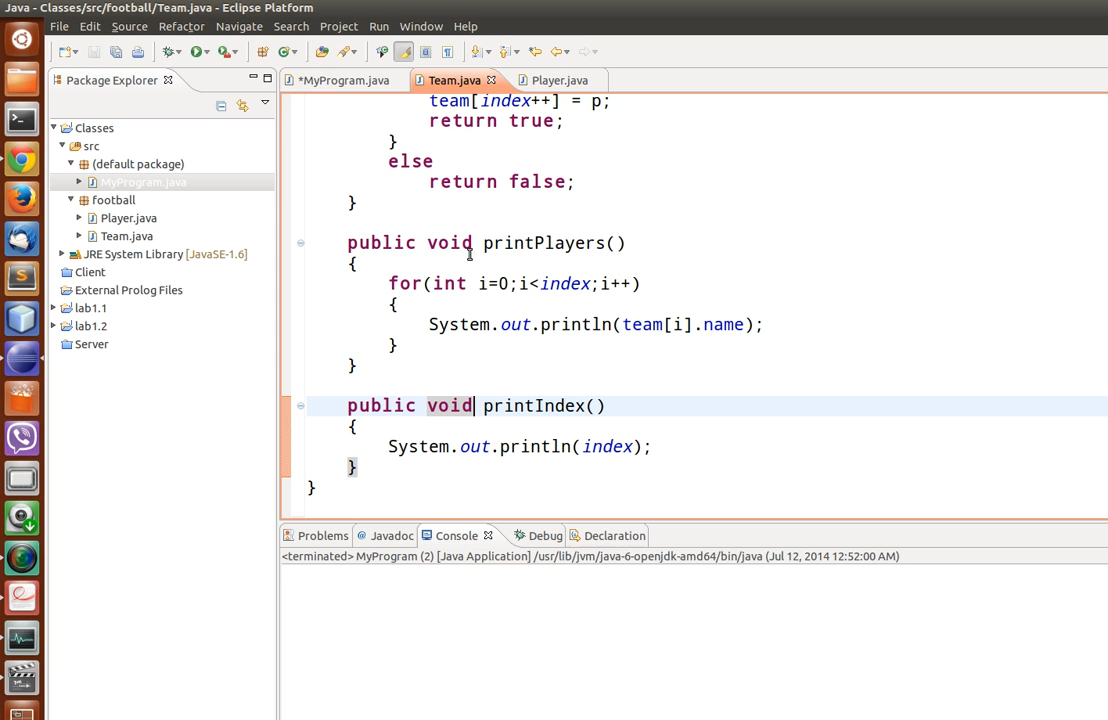 Java - Classes/src/football/Team.java - Eclipse Platform
File Edit Source Refactor Navigate Search Project Run Window Help
Package Explorer
Classes
src
(default package)
MyProgram.java
football
Player.java
Team.java
JRE System Library [JavaSE-1.6]
Client
External Prolog Files
lab1.1
lab1.2
Server
*MyProgram.java Team.java Player.java
team[index++] = p;
return true;
}
else
return false;
}
public void printPlayers()
{
for(int i=0;i<index;i++)
{
System.out.println(team[i].name);
}
}
public void printIndex()
{
System.out.println(index);
}
}
Problems @ Javadoc Console Debug Declaration
<terminated> MyProgram (2) [Java Application] /usr/lib/jvm/java-6-openjdk-amd64/bin/java (Jul 12, 2014 12:52:00 AM)